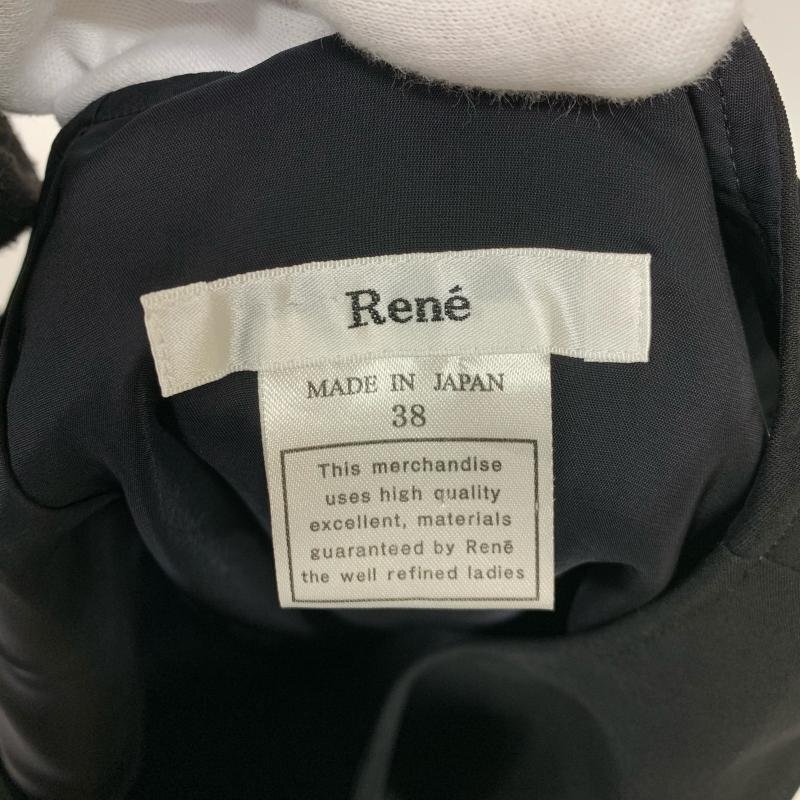 René
MADE IN JAPAN
38
This merchandise
uses high quality
excellent, materials
guaranteed by Renē
the well refined ladies